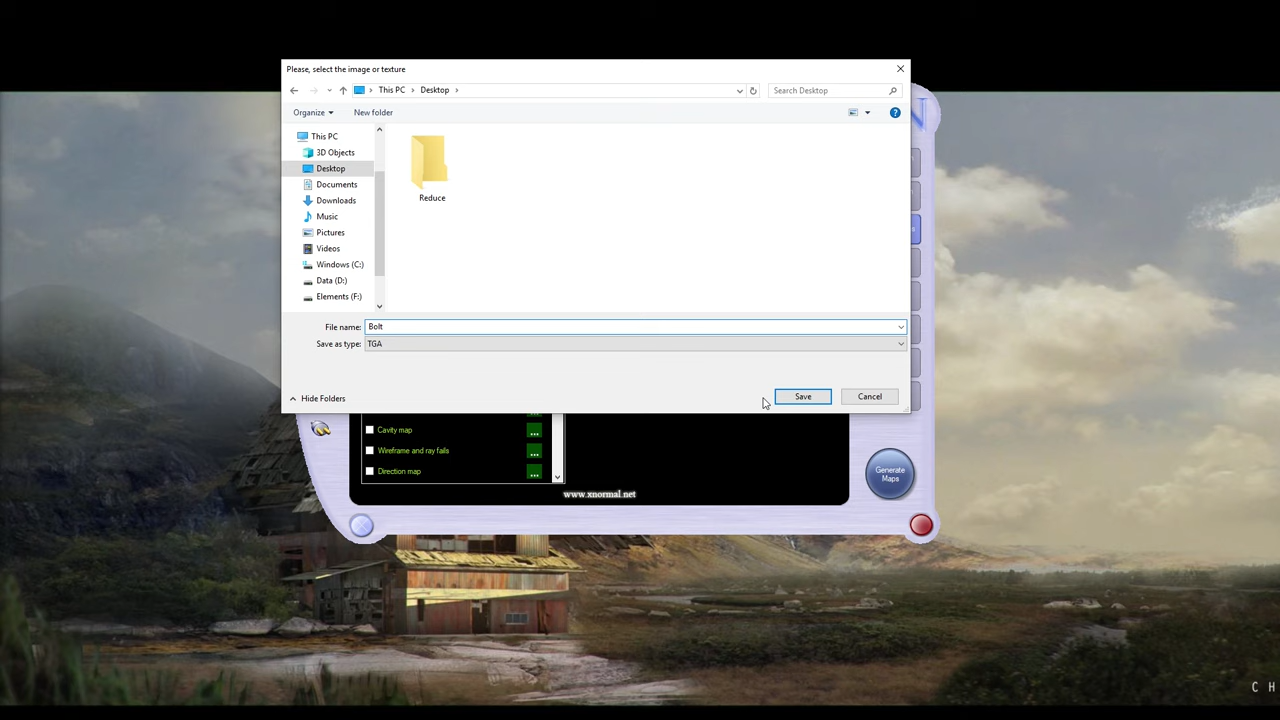 Please, select the image or texture
This PC
Desktop
Search Desktop
Organize
New folder
This PC
3D Objects
Desktop
Documents
Downloads
Music
Pictures
Videos
Windows (C:)
Data (D:)
Elements (F:)
Reduce
File name:
Bolt
Save as type:
TGA
Hide Folders
Save
Cancel
Cavity map
...
Wireframe and ray fails
...
Direction map
...
www.xnormal.net
Generate
Maps
N
C H